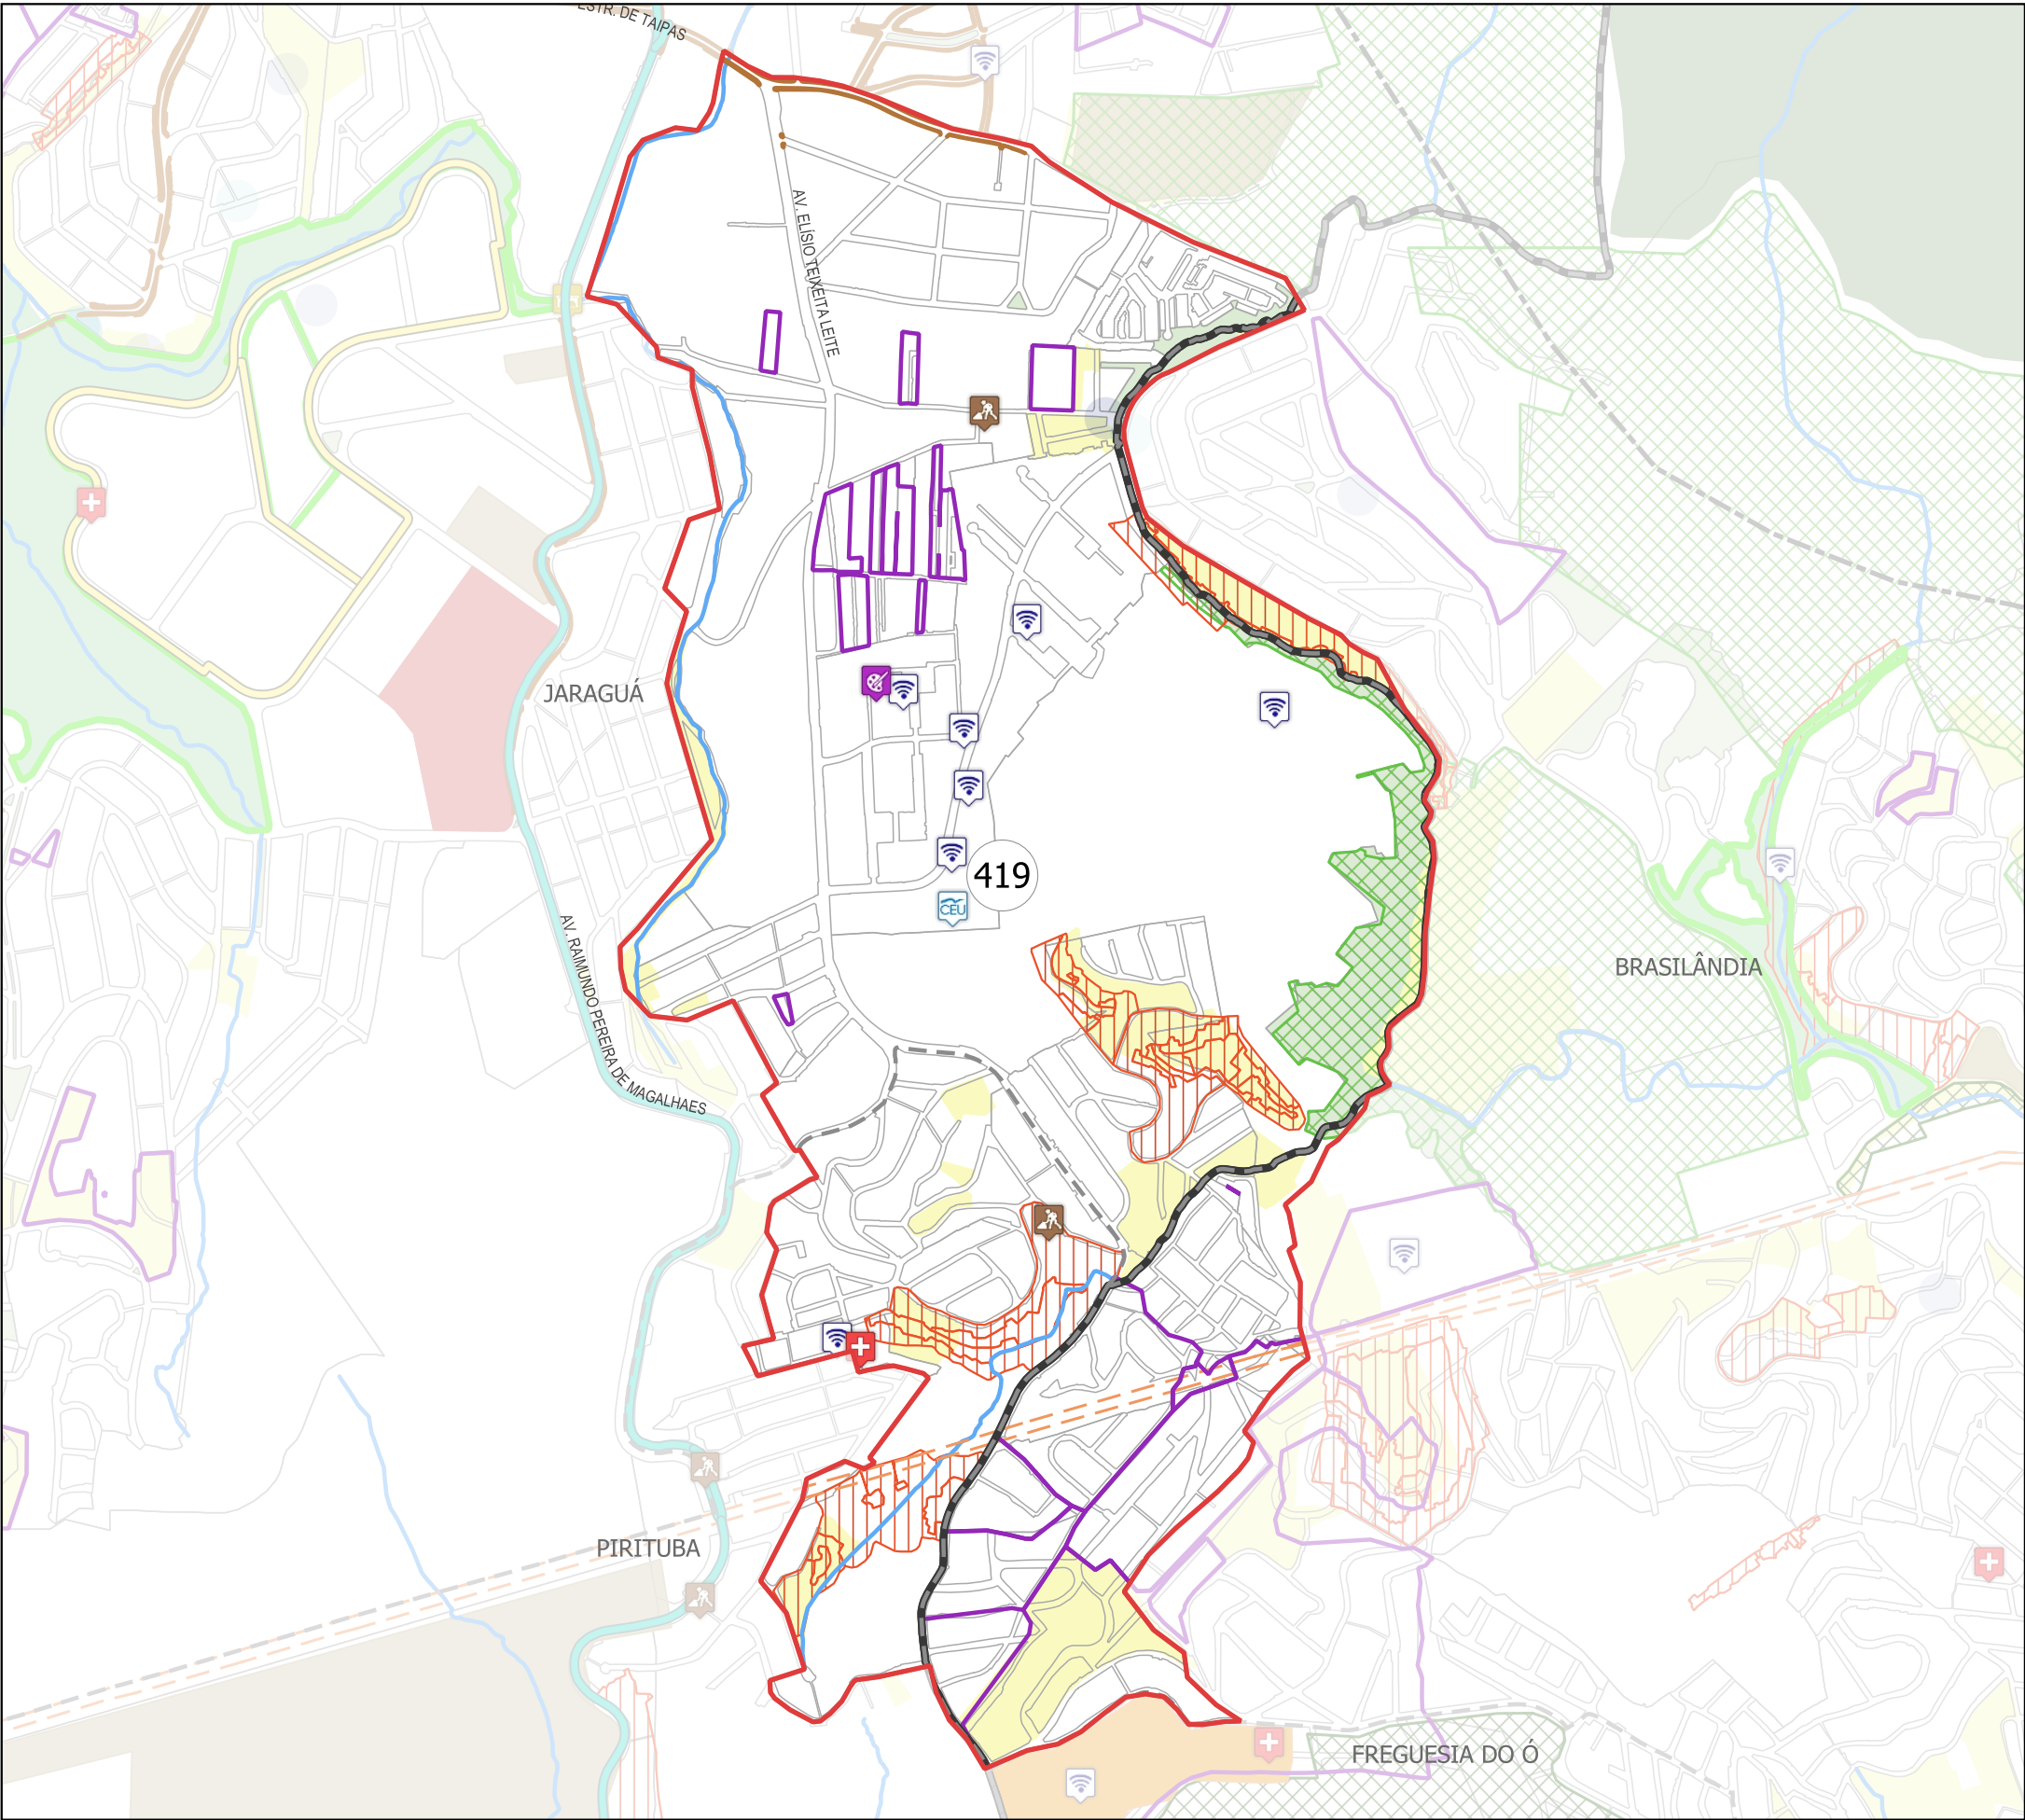 ESTR. DE TAIPAS
AV. ELÍSIO TEIXEITA LEITE
JARAGUÁ
419
CEU
AV. RAIMUNDO PEREIRA DE MAGALHAES
BRASILÂNDIA
PIRITUBA
FREGUESIA DO Ó